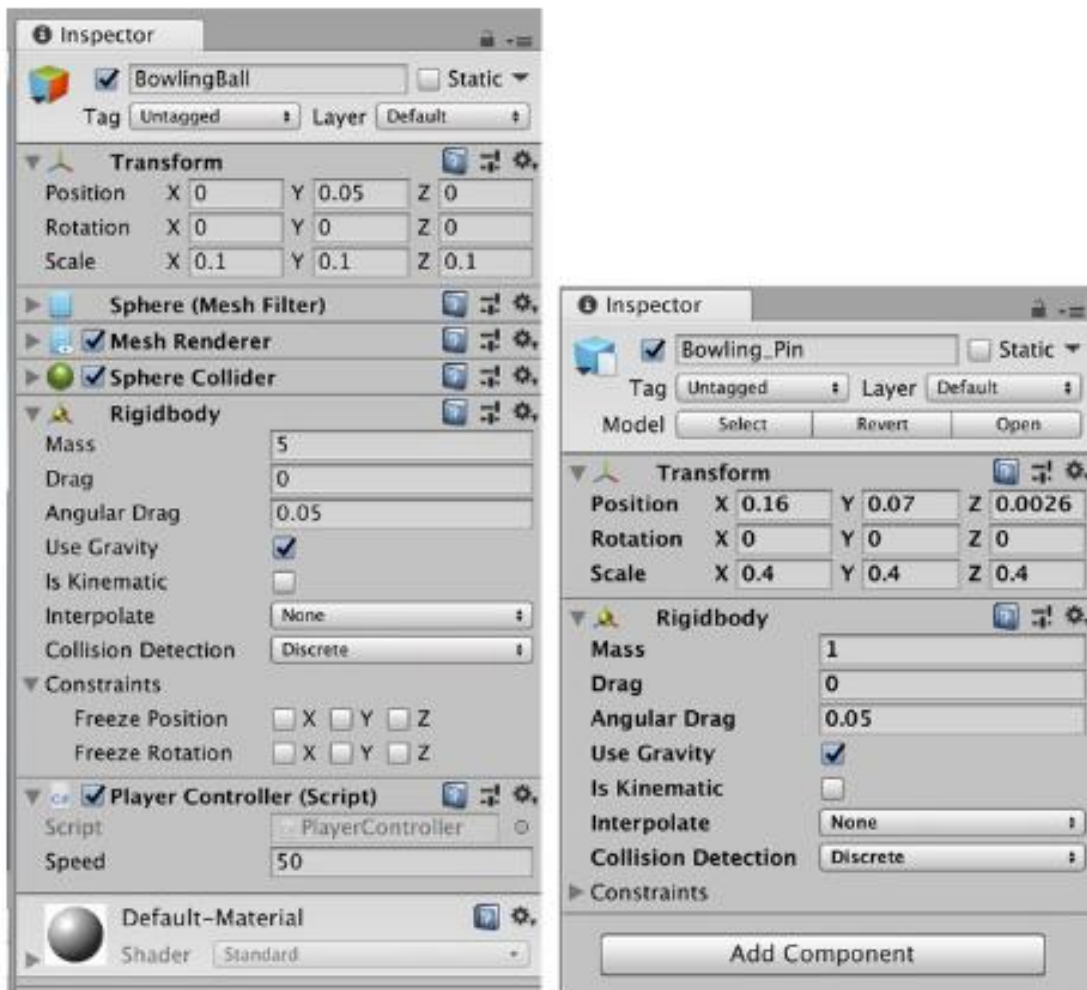 Inspector
BowlingBall Static
Tag Untagged Layer Default
Transform
Position X 0 Y 0.05 Z 0
Rotation X 0 Y 0 Z 0
Scale X 0.1 Y 0.1 Z 0.1
Sphere (Mesh Filter)
Mesh Renderer
Sphere Collider
Rigidbody
Mass 5
Drag 0
Angular Drag 0.05
Use Gravity
Is Kinematic
Interpolate None
Collision Detection Discrete
Constraints
Freeze Position X Y Z
Freeze Rotation X Y Z
c# Player Controller (Script)
Script PlayerController
Speed 50
Default-Material
Shader Standard
Inspector
Bowling_Pin Static
Tag Untagged Layer Default
Model Select Revert Open
Transform
Position X 0.16 Y 0.07 Z 0.0026
Rotation X 0 Y 0 Z 0
Scale X 0.4 Y 0.4 Z 0.4
Rigidbody
Mass 1
Drag 0
Angular Drag 0.05
Use Gravity
Is Kinematic
Interpolate None
Collision Detection Discrete
Constraints
Add Component